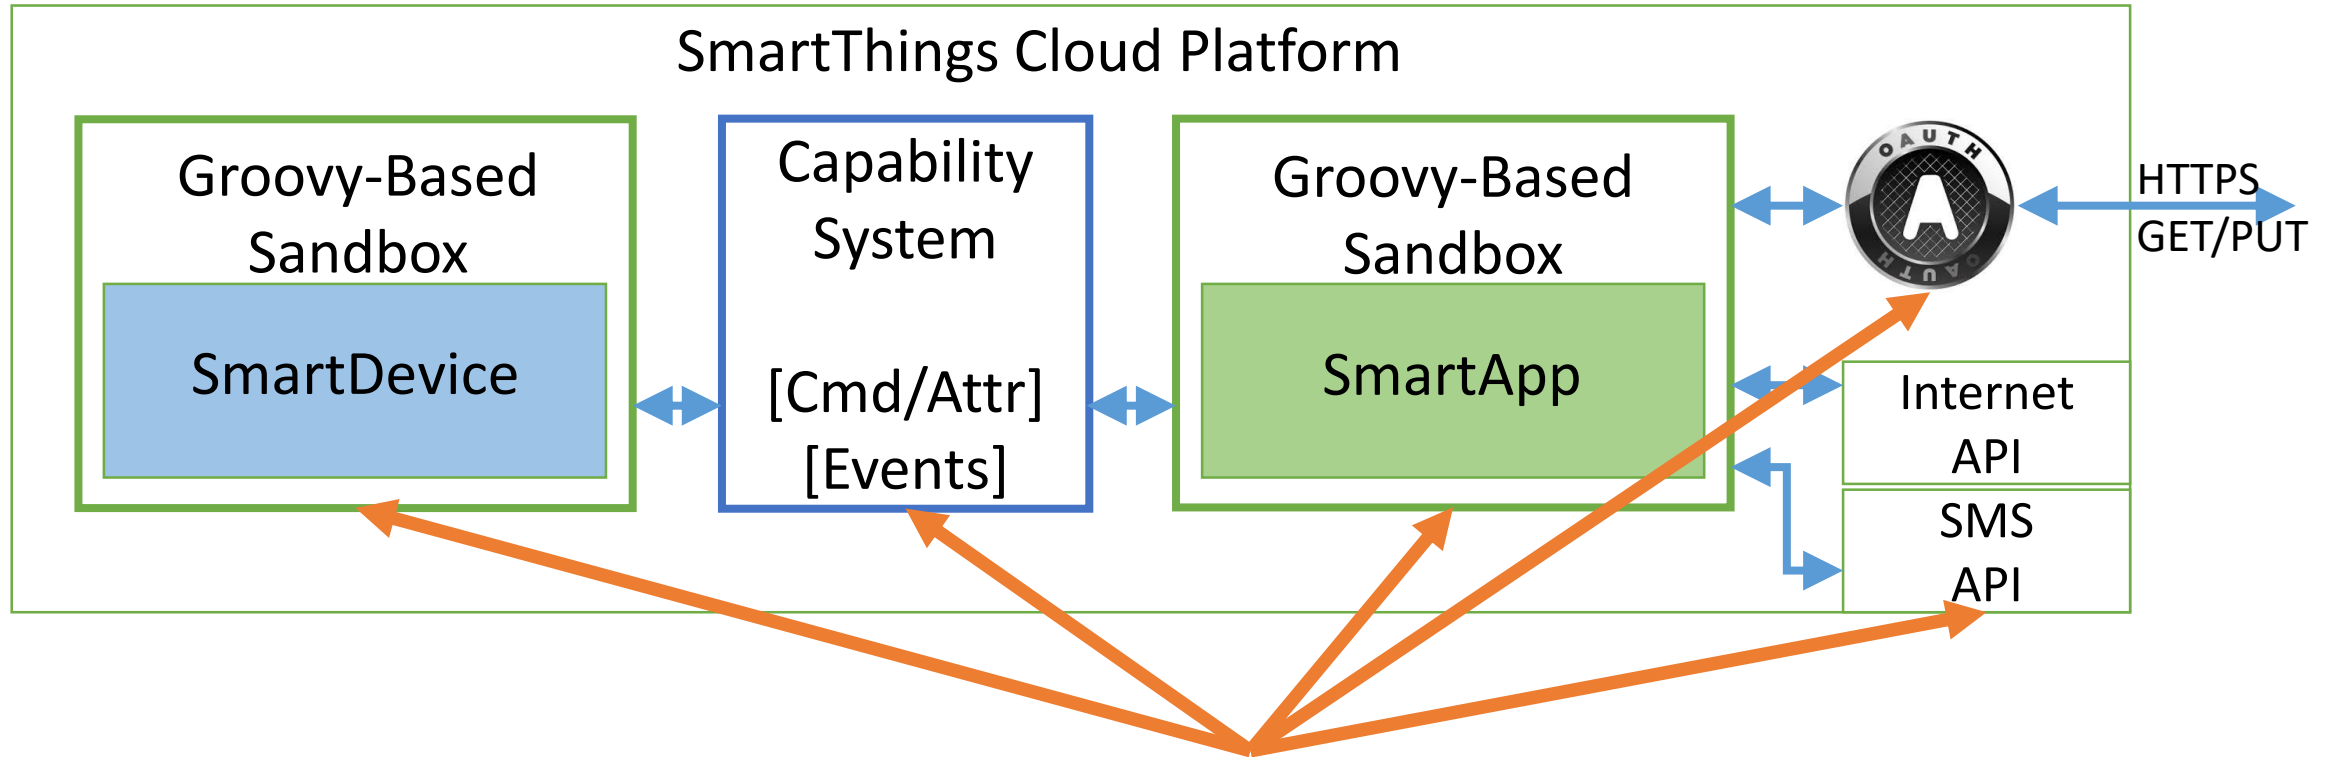 SmartThings Cloud Platform
Groovy-Based
Sandbox
SmartDevice
Capability
System
[Cmd/Attr]
[Events]
Groovy-Based
Sandbox
SmartApp
OAUTH
A
OAUTH
HTTPS
GET/PUT
Internet
API
SMS
API